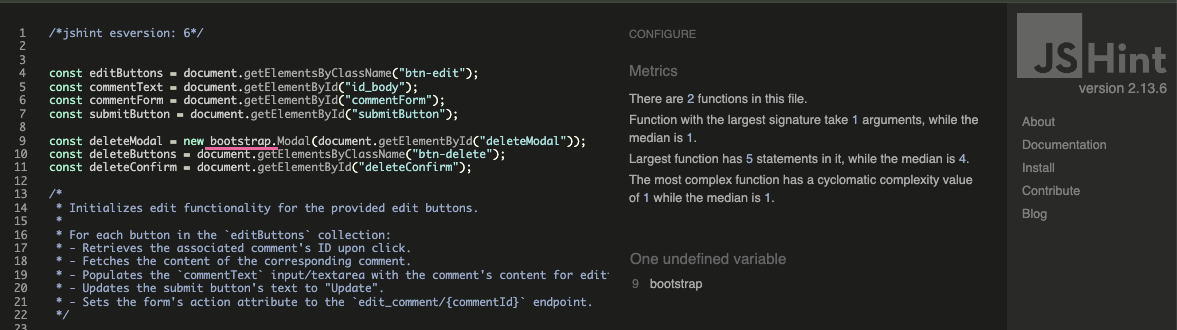 1 /*jshint esversion: 6*/
2
3
4 const editButtons = document.getElementsByClassName("btn-edit");
5 const commentText = document.getElementById("id_body");
6 const commentForm = document.getElementById("commentForm");
7 const submitButton = document.getElementById("submitButton");
8
9 const deleteModal = new bootstrap.Modal(document.getElementById("deleteModal"));
10 const deleteButtons = document.getElementsByClassName("btn-delete");
11 const deleteConfirm = document.getElementById("deleteConfirm");
12
13 /*
14 * Initializes edit functionality for the provided edit buttons.
15 *
16 * For each button in the `editButtons` collection:
17 * - Retrieves the associated comment's ID upon click.
18 * - Fetches the content of the corresponding comment.
19 * - Populates the `commentText` input/textarea with the comment's content for edit
20 * - Updates the submit button's text to "Update".
21 * - Sets the form's action attribute to the `edit_comment/{commentId}` endpoint.
22 */
23
CONFIGURE
Metrics
There are 2 functions in this file.
Function with the largest signature take 1 arguments, while the
median is 1.
Largest function has 5 statements in it, while the median is 4.
The most complex function has a cyclomatic complexity value
of 1 while the median is 1.
One undefined variable
9 bootstrap
JSHint
version 2.13.6
About
Documentation
Install
Contribute
Blog